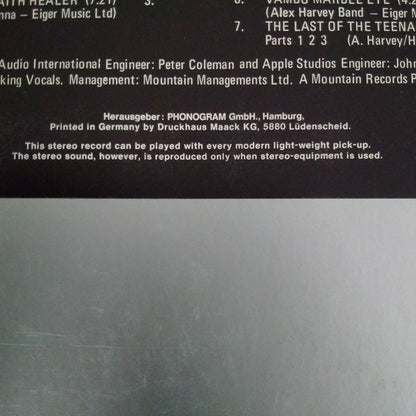 FAITH HEALER (7.21)
nna – Eiger Music Ltd)
3.
(Alex Harvey Band – Eiger M
7. THE LAST OF THE TEENA
Parts 1 2 3 (A. Harvey/H
Audio International Engineer: Peter Coleman and Apple Studios Engineer: John
king Vocals. Management: Mountain Managements Ltd. A Mountain Records P
Herausgeber: PHONOGRAM GmbH., Hamburg,
Printed in Germany by Druckhaus Maack KG, 5880 Lüdenscheid.
This stereo record can be played with every modern light-weight pick-up.
The stereo sound, however, is reproduced only when stereo-equipment is used.